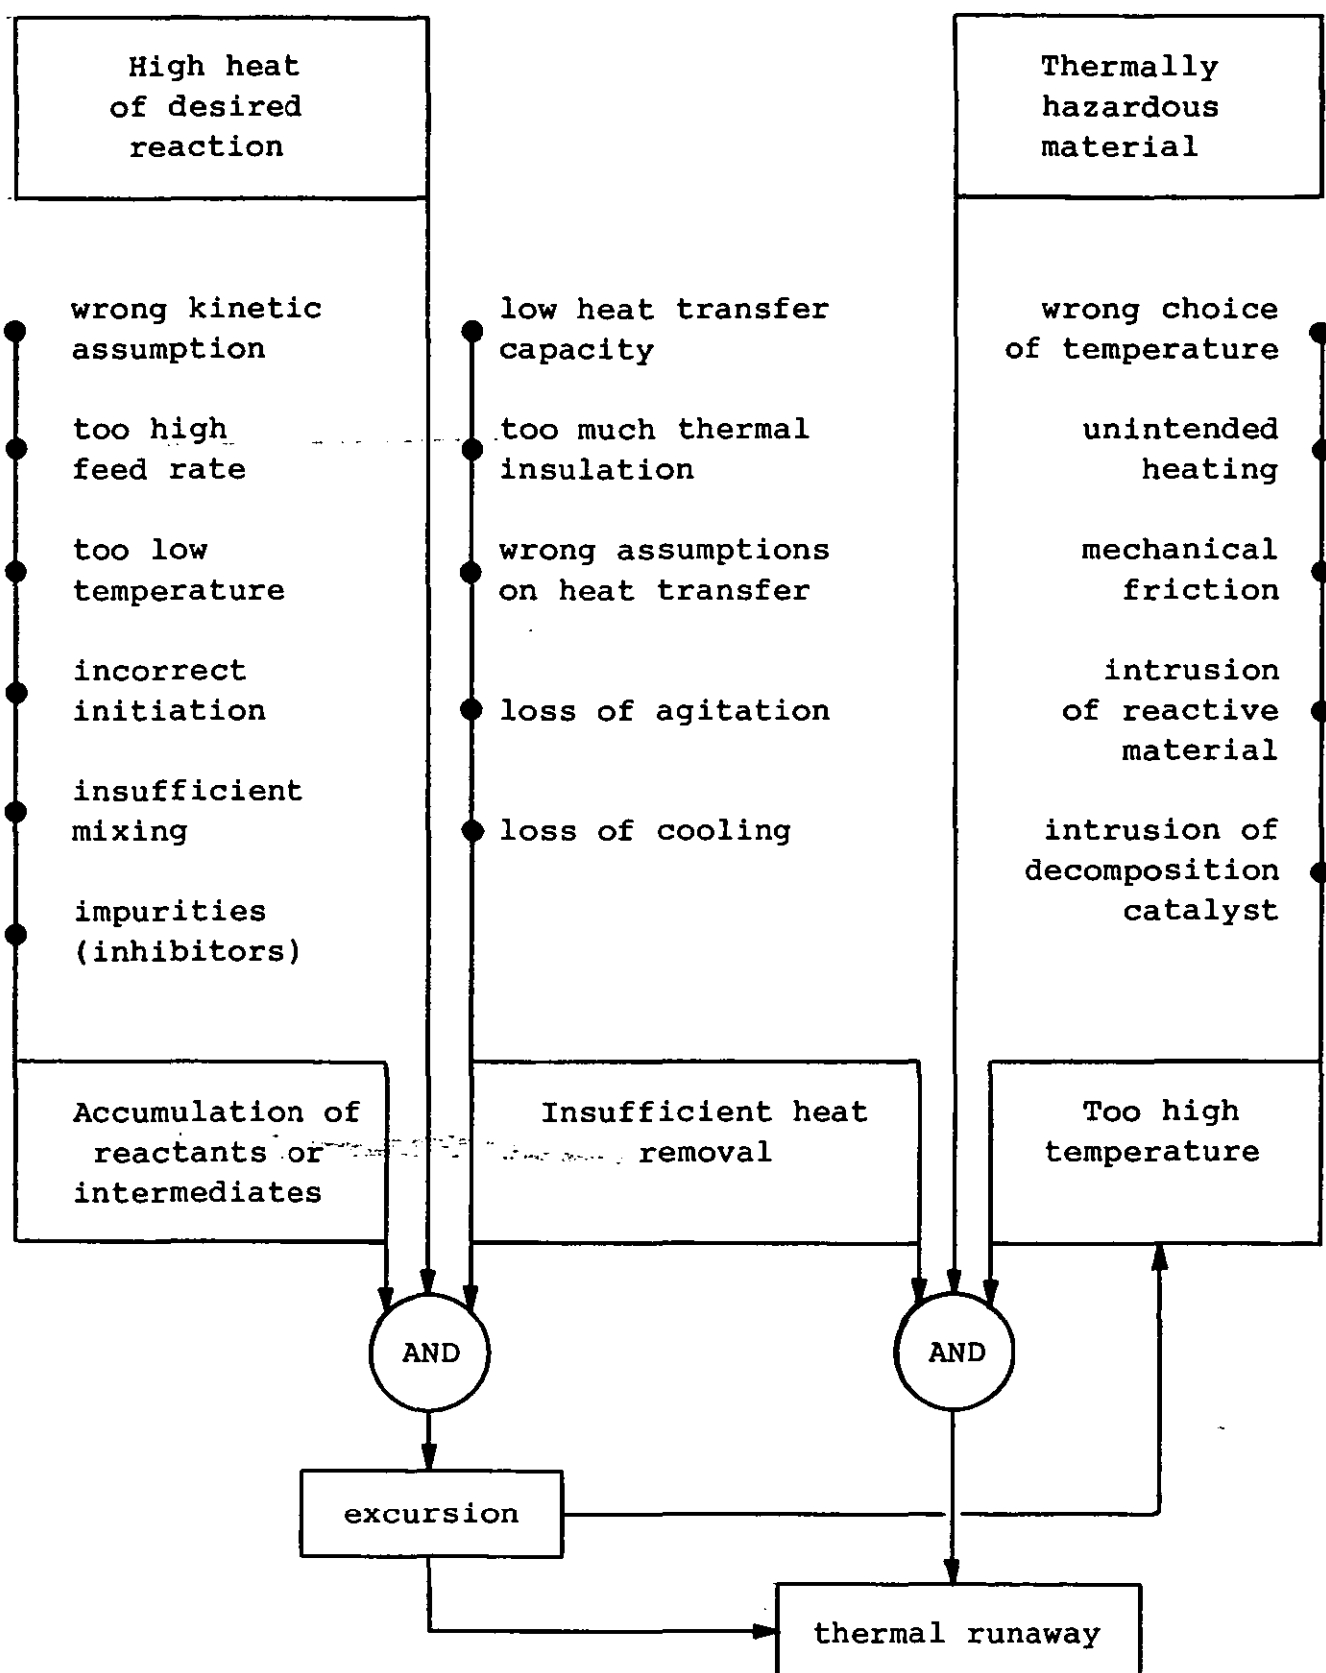 High heat
of desired
reaction
Thermally
hazardous
material
wrong kinetic
assumption
too high
feed rate
too low
temperature
incorrect
initiation
insufficient
mixing
impurities
(inhibitors)
low heat transfer
capacity
too much thermal
insulation
wrong assumptions
on heat transfer
loss of agitation
loss of cooling
wrong choice
of temperature
unintended
heating
mechanical
friction
intrusion
of reactive
material
intrusion of
decomposition
catalyst
Accumulation of
reactants or
intermediates
Insufficient heat
removal
Too high
temperature
AND
AND
excursion
thermal runaway